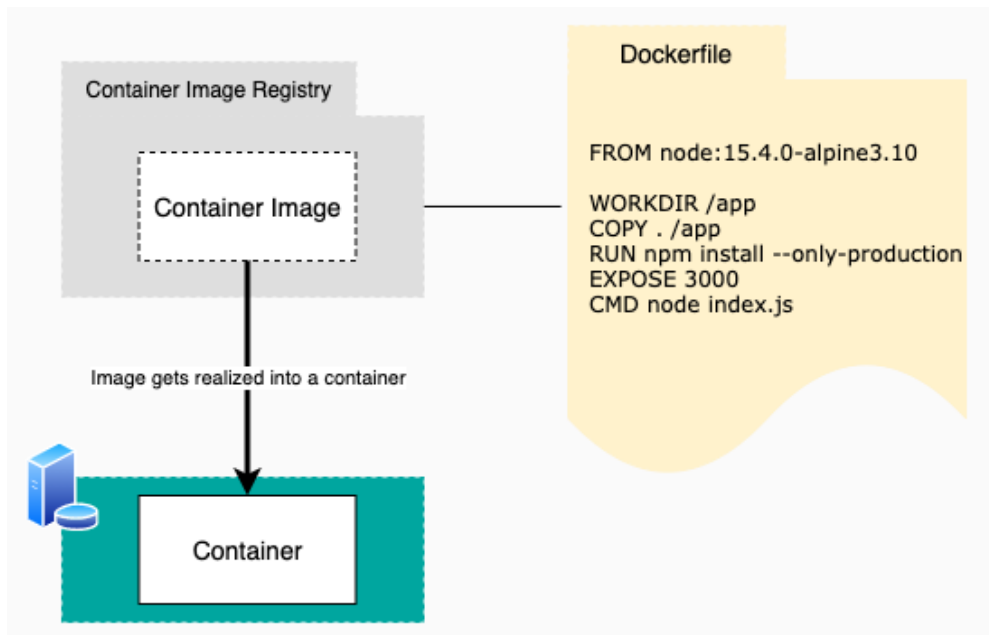 Container Image Registry
Container Image
Image gets realized into a container
Container
Dockerfile
FROM node:15.4.0-alpine3.10
WORKDIR /app
COPY . /app
RUN npm install --only-production
EXPOSE 3000
CMD node index.js